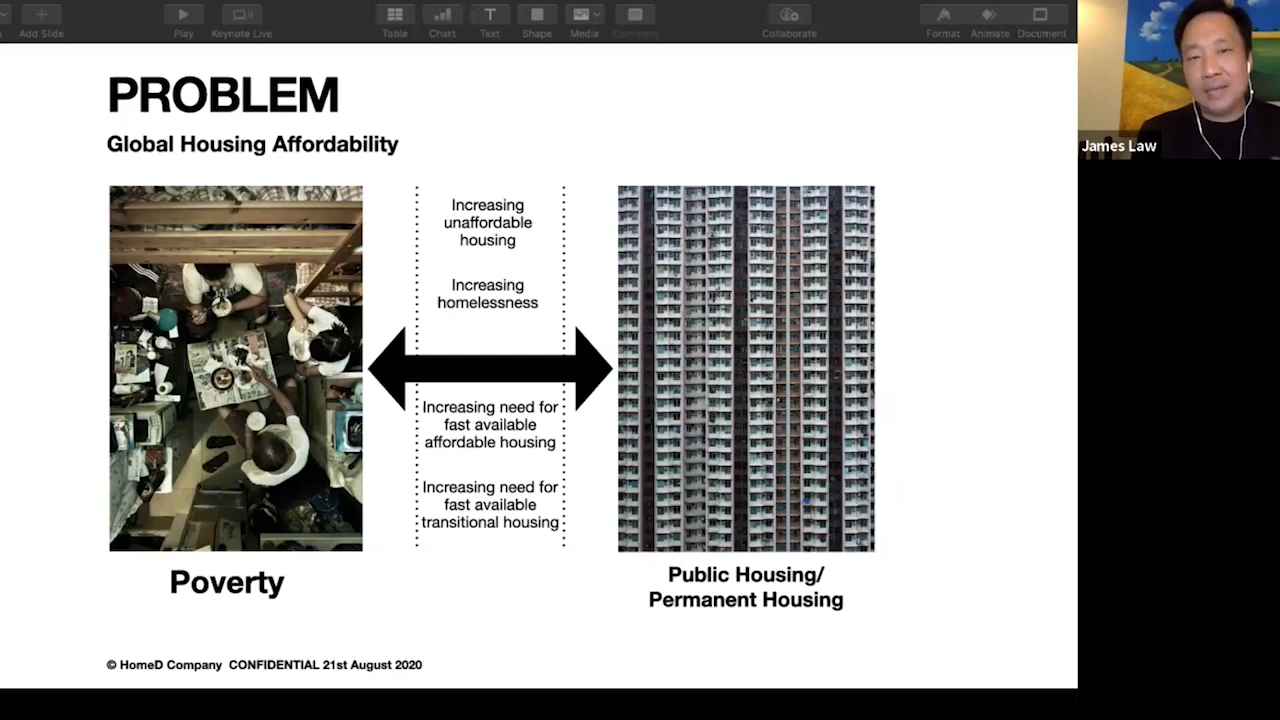 Add Slide
Play
Keynote Live
Table
Chart
Text
Shape
Media
Comment
Collaborate
Format
Animate
Document
PROBLEM
Global Housing Affordability
Increasing
unaffordable
housing
Increasing
homelessness
Increasing need for
fast available
affordable housing
Increasing need for
fast available
transitional housing
Poverty
Public Housing/
Permanent Housing
© HomeD Company CONFIDENTIAL 21st August 2020
James Law